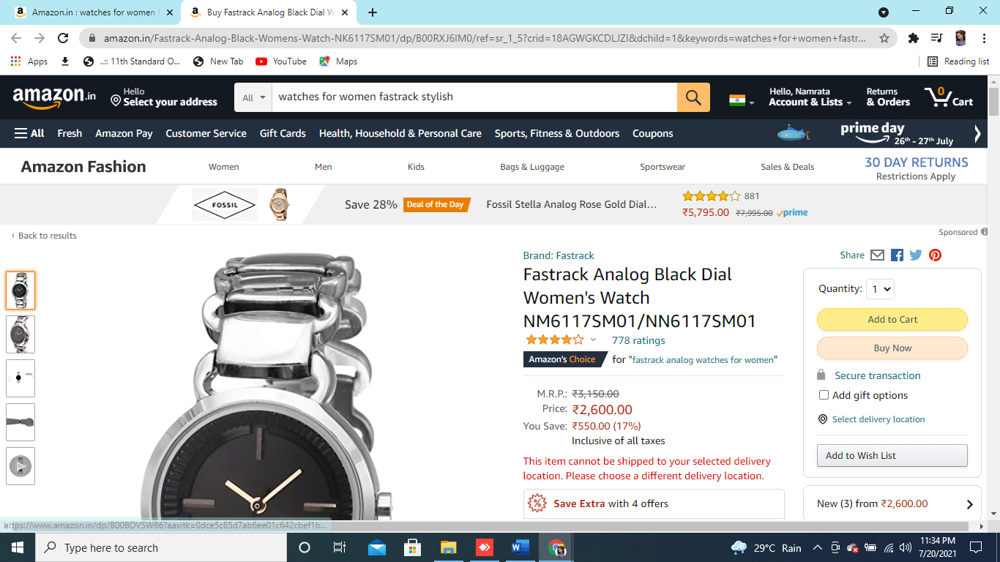 Amazon.in : watches for women f
Buy Fastrack Analog Black Dial W
amazon.in/Fastrack-Analog-Black-Womens-Watch-NK6117SM01/dp/B00RXJ6IM0/ref=sr_1_5?crid=18AGWGKCDLJZI&dchild=1&keywords=watches+for+women+fastr...
Apps
..:: 11th Standard O...
New Tab
YouTube
Maps
Reading list
amazon.in
Hello
Select your address
All
watches for women fastrack stylish
Hello, Namrata
Account & Lists
Returns
& Orders
0
Cart
All Fresh Amazon Pay Customer Service Gift Cards Health, Household & Personal Care Sports, Fitness & Outdoors Coupons
prime day
26th - 27th July
Amazon Fashion
Women Men Kids Bags & Luggage Sportswear Sales & Deals
30 DAY RETURNS
Restrictions Apply
FOSSIL
Save 28% Deal of the Day Fossil Stella Analog Rose Gold Dial...
881
₹5,795.00 ₹7,995.00 prime
‹ Back to results
Sponsored
Brand: Fastrack
Share
Fastrack Analog Black Dial
Women's Watch
NM6117SM01/NN6117SM01
778 ratings
Amazon's Choice for "fastrack analog watches for women"
M.R.P.: ₹3,150.00
Price: ₹2,600.00
You Save: ₹550.00 (17%)
Inclusive of all taxes
This item cannot be shipped to your selected delivery
location. Please choose a different delivery location.
Save Extra with 4 offers
Quantity: 1
Add to Cart
Buy Now
Secure transaction
Add gift options
Select delivery location
Add to Wish List
New (3) from ₹2,600.00
https://www.amazon.in/dp/B008OVSW66?aaxitk=0dce5c85d7ab6ee01c642cbef1b...
Type here to search
29°C Rain
11:34 PM
7/20/2021